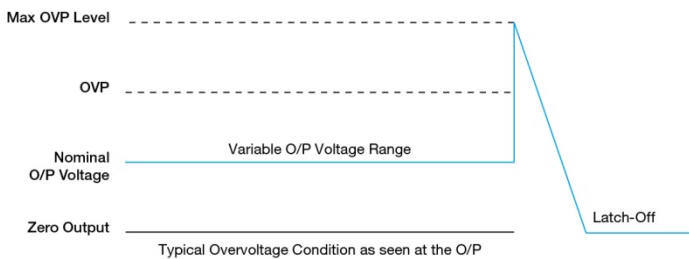 Max OVP Level
OVP
Variable O/P Voltage Range
Nominal
O/P Voltage
Latch-Off
Zero Output
Typical Overvoltage Condition as seen at the O/P